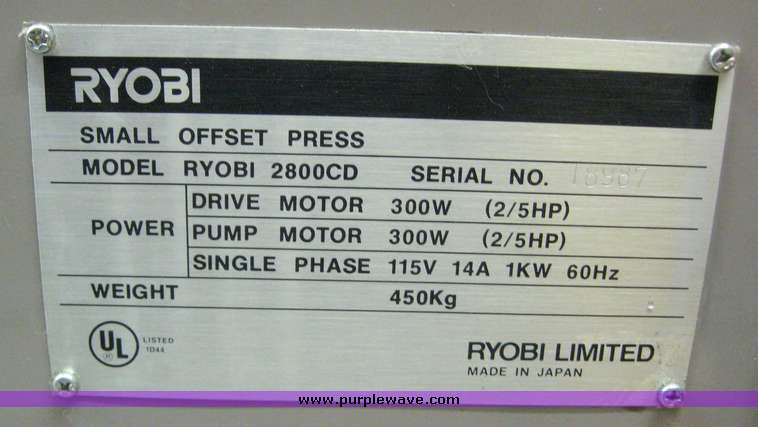 RYOBI
SMALL OFFSET PRESS
MODEL RYOBI 2800CD SERIAL NO. 16967
POWER
DRIVE MOTOR 300W (2/5HP)
PUMP MOTOR 300W (2/5HP)
SINGLE PHASE 115V 14A 1KW 60Hz
WEIGHT 450Kg
UL LISTED
1D44
RYOBI LIMITED
MADE IN JAPAN
www.purplewave.com